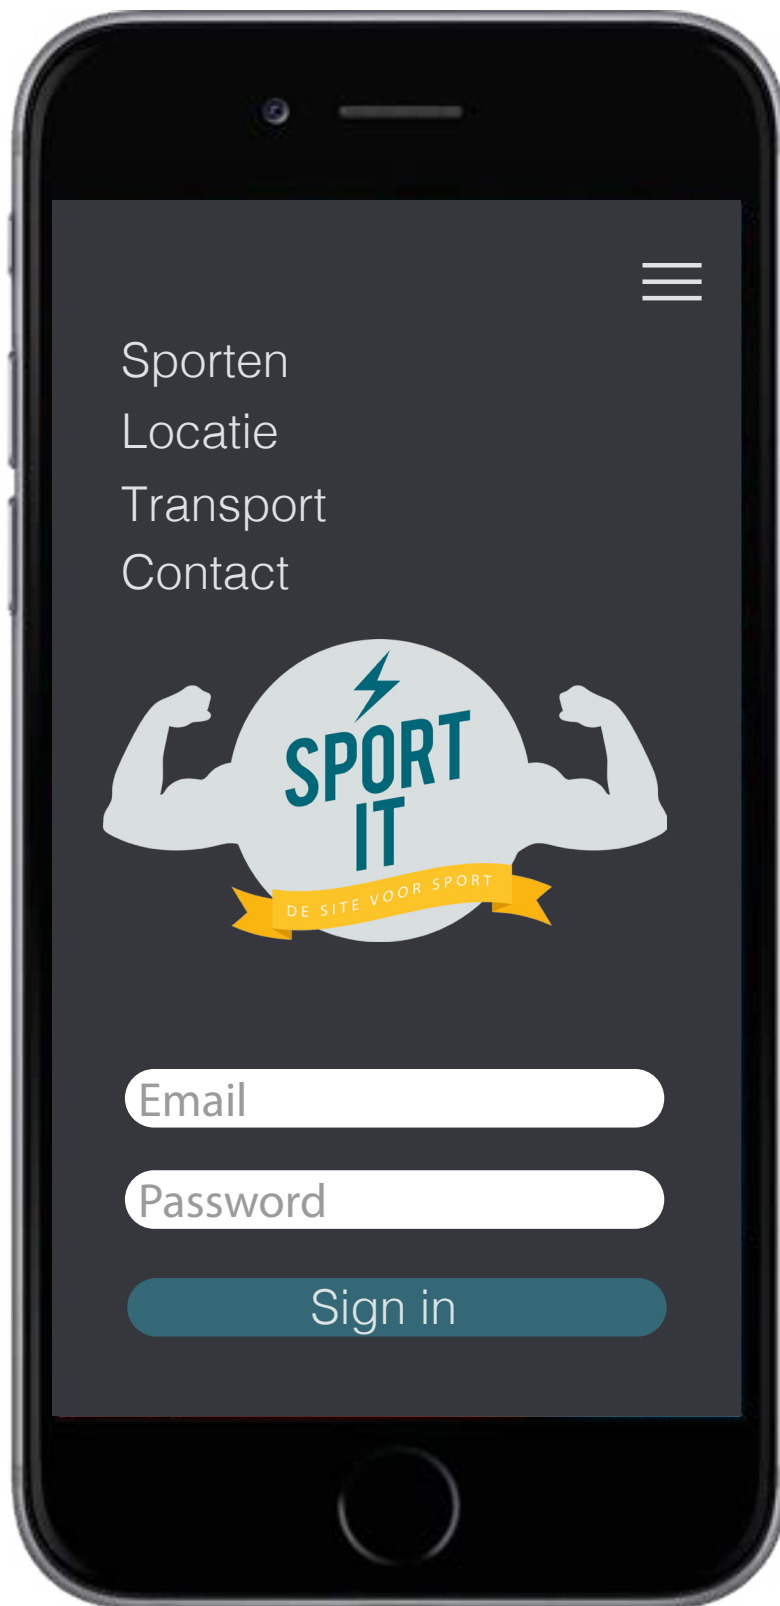 Sporten
Locatie
Transport
Contact
SPORT
IT
DE SITE VOOR SPORT
Email
Password
Sign in